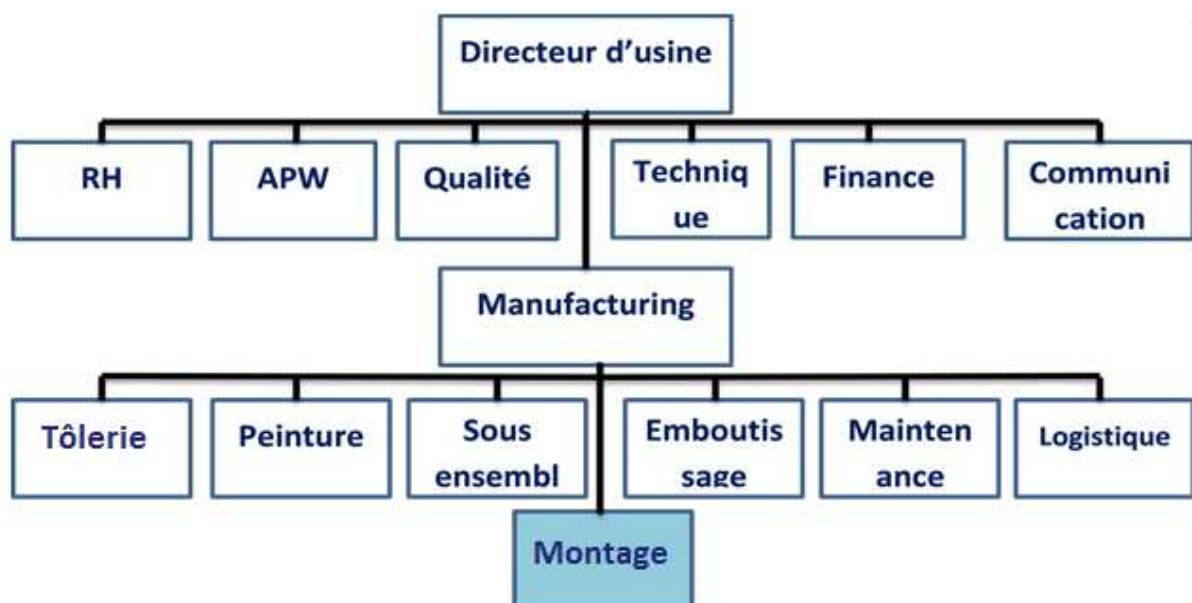 Directeur d’usine
RH
APW
Qualité
Techniq
ue
Finance
Communi
cation
Manufacturing
Tôlerie
Peinture
Sous
ensembl
Emboutis
sage
Mainten
ance
Logistique
Montage